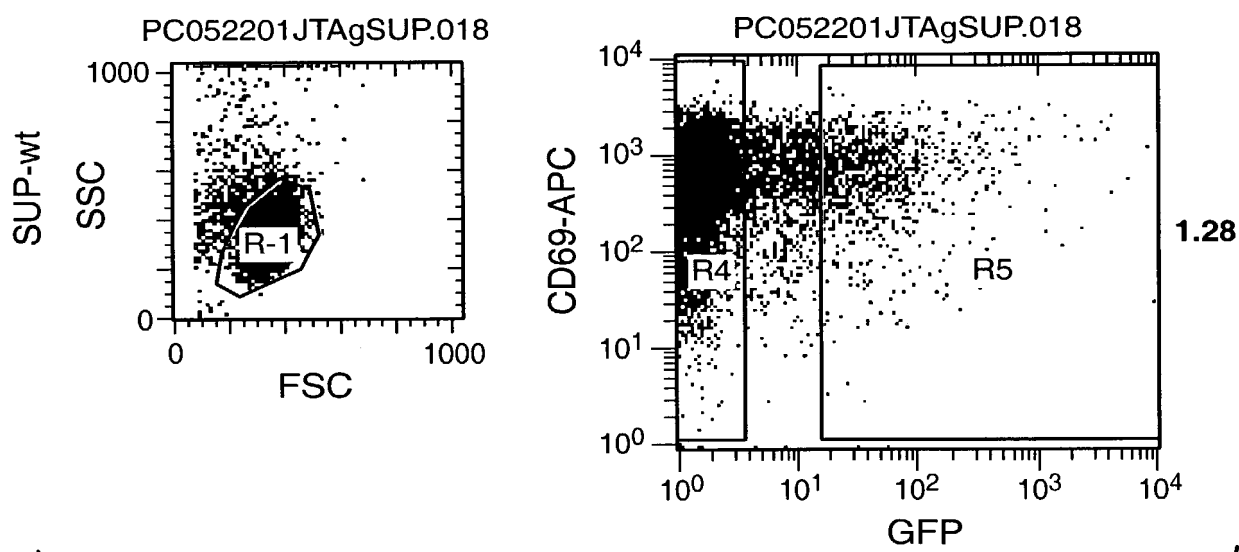 PC052201JTAgSUP.018
SUP-wt
SSC
1000
0
R-1
0
1000
FSC
PC052201JTAgSUP.018
CD69-APC
10⁴
10³
10²
10¹
10⁰
R4
R5
10⁰
10¹
10²
10³
10⁴
GFP
1.28